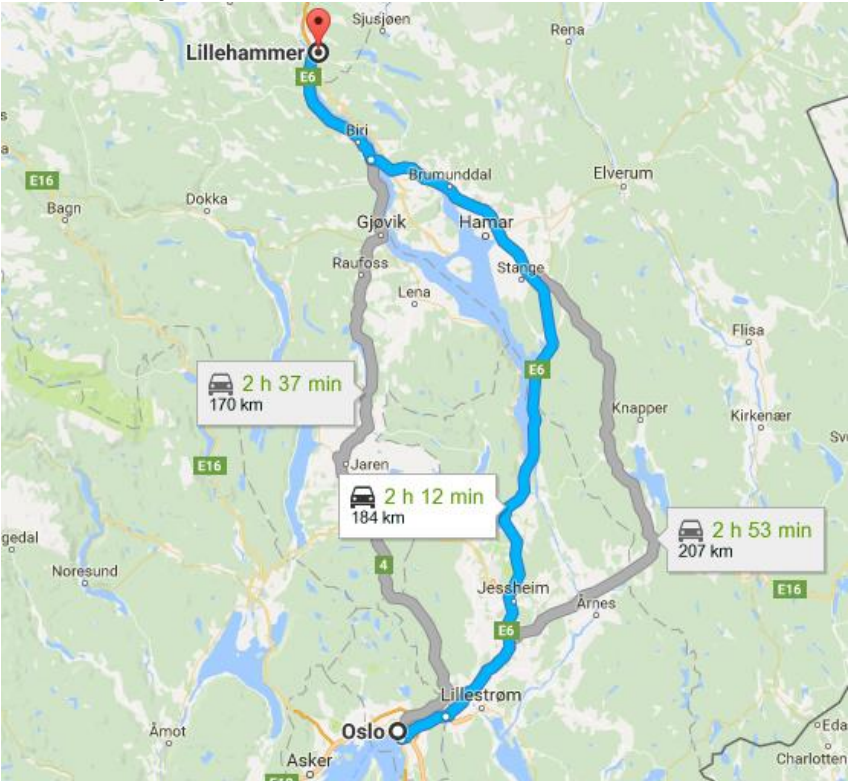 Sjusjøen
Rena
Lillehammer
E6
Biri
Brumunddal
Elverum
E16
Bagn
Dokka
Gjøvik
Hamar
Raufoss
Stange
Lena
Flisa
2 h 37 min
170 km
E6
Knapper
Kirkenær
E16
Jaren
2 h 12 min
184 km
2 h 53 min
207 km
gedal
Noresund
4
Jessheim
Årnes
E16
E6
Lillestrøm
Oslo
Åmot
Asker
Charlotten